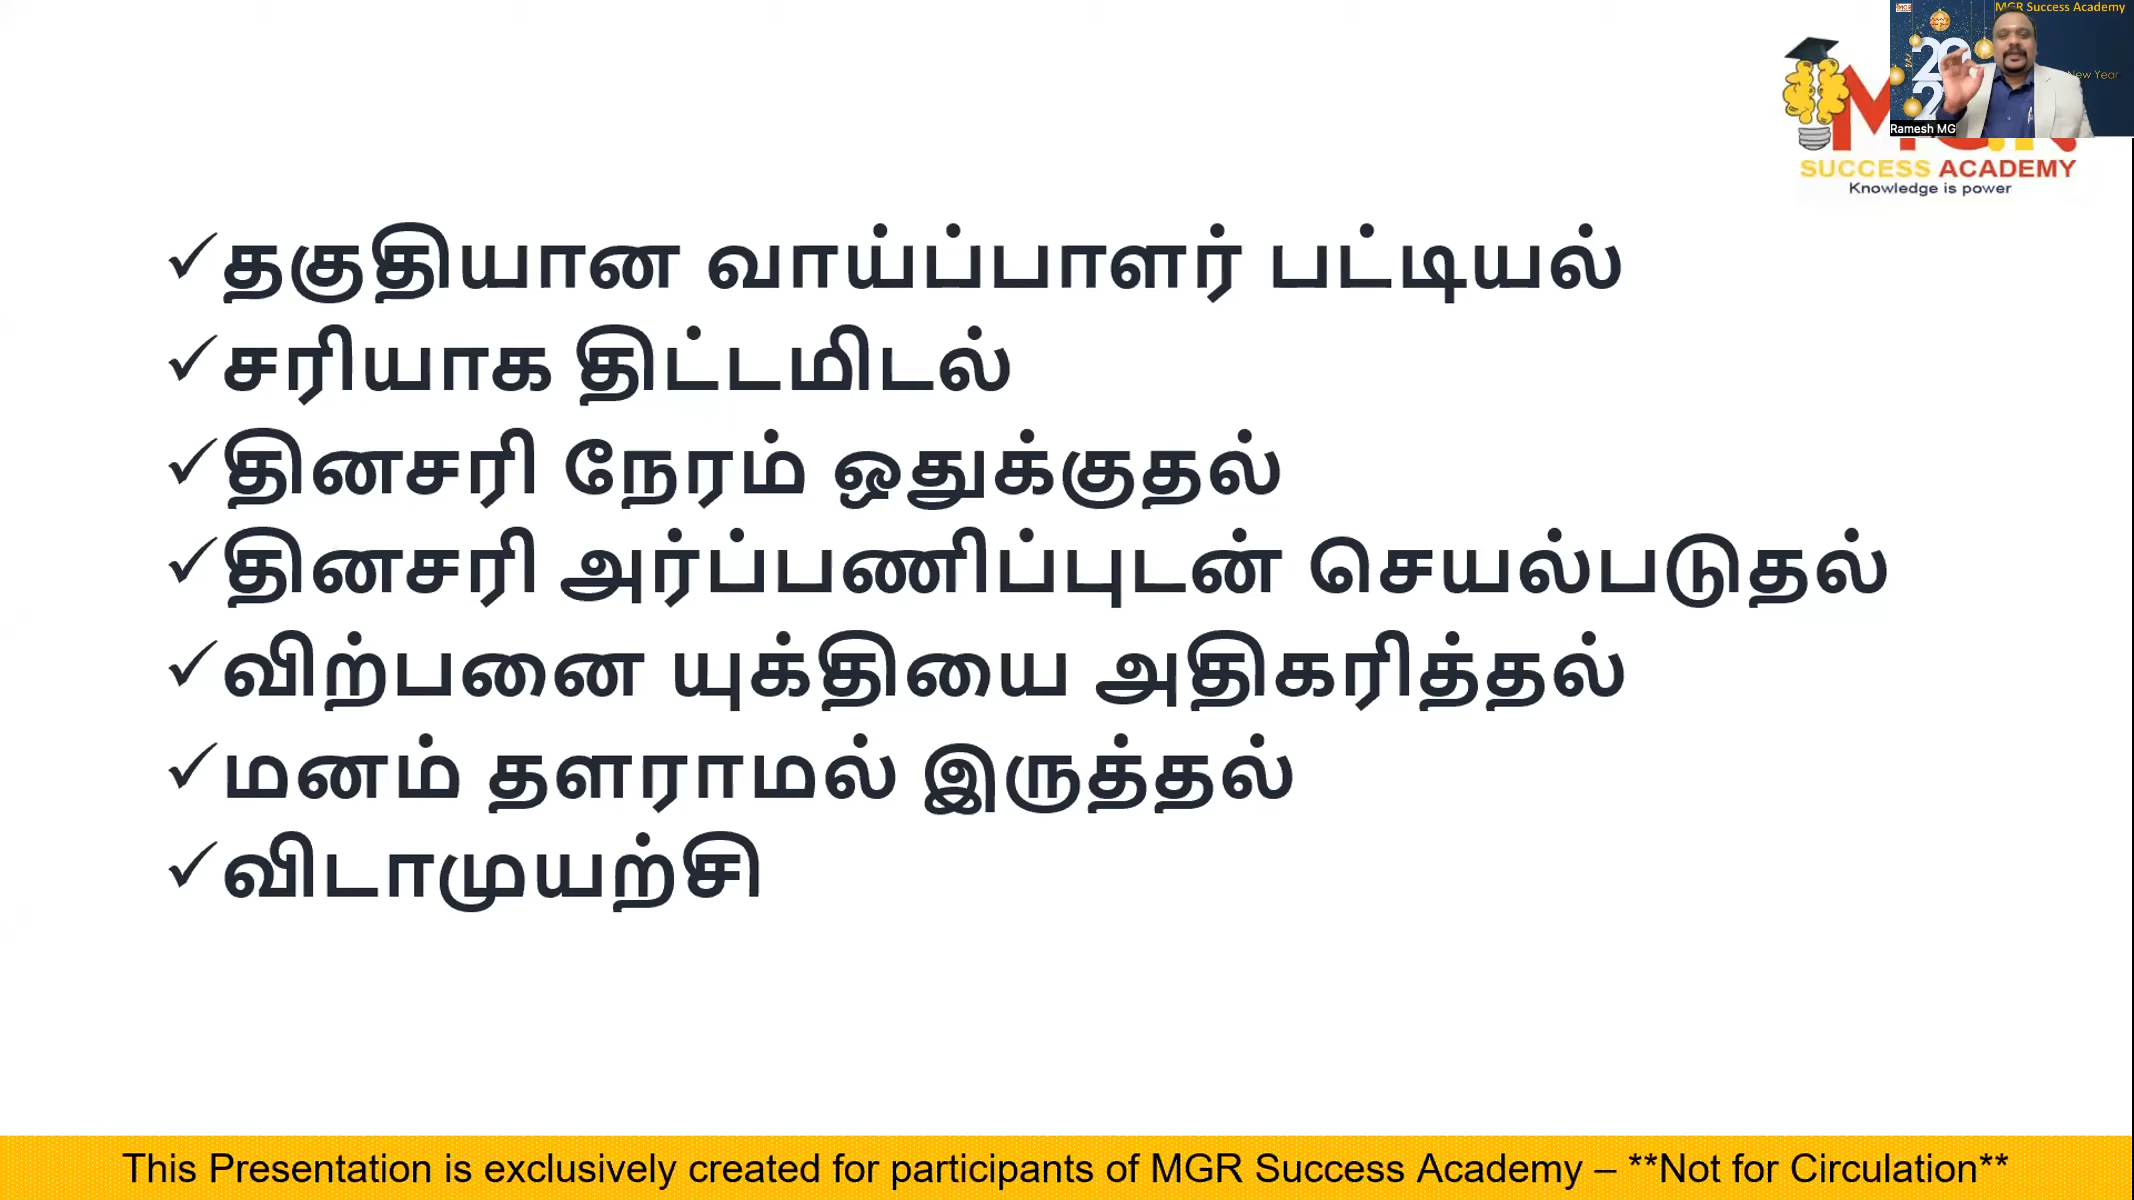 MGR Success Academy
New Year
Ramesh MG
SUCCESS ACADEMY
Knowledge is power
✓தகுதியான வாய்ப்பாளர் பட்டியல்
✓சரியாக திட்டமிடல்
✓தினசரி நேரம் ஒதுக்குதல்
✓தினசரி அர்ப்பணிப்புடன் செயல்படுதல்
✓விற்பனை யுக்தியை அதிகரித்தல்
✓மனம் தளராமல் இருத்தல்
✓விடாமுயற்சி
This Presentation is exclusively created for participants of MGR Success Academy – **Not for Circulation**